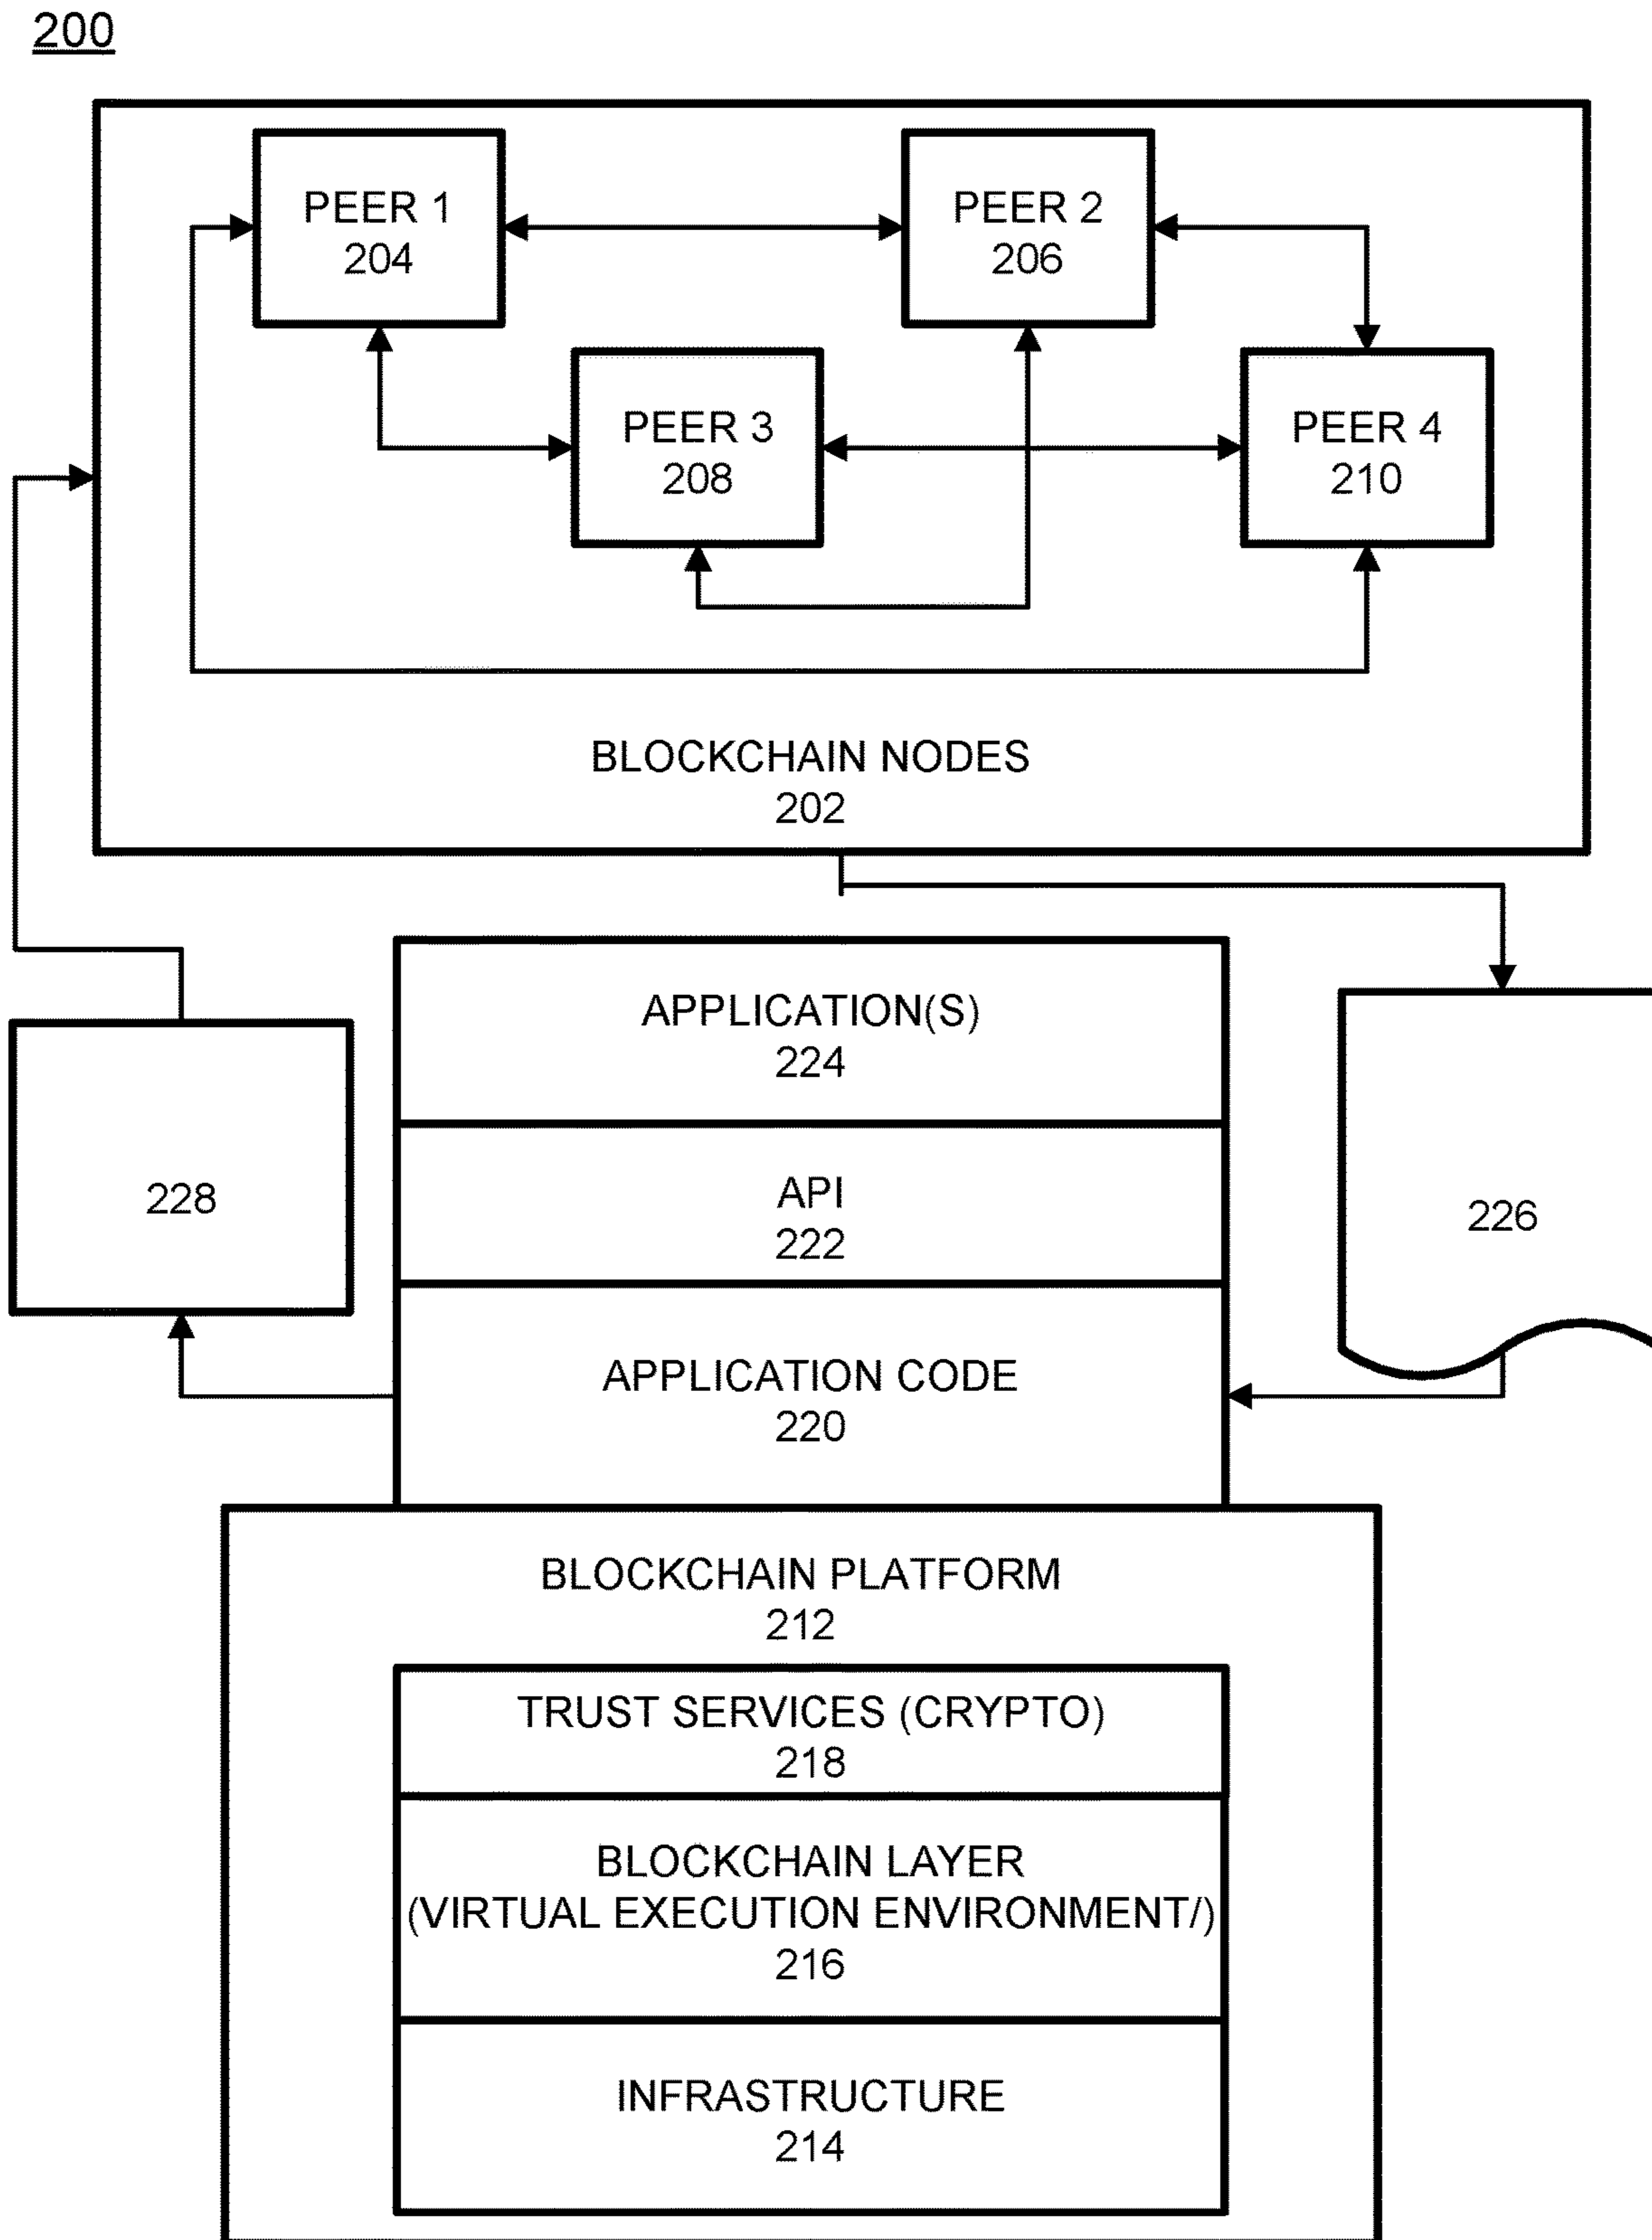 200
PEER 1
204
PEER 2
206
PEER 3
208
PEER 4
210
BLOCKCHAIN NODES
202
APPLICATION(S)
224
API
222
228
226
APPLICATION CODE
220
BLOCKCHAIN PLATFORM
212
TRUST SERVICES (CRYPTO)
218
BLOCKCHAIN LAYER
(VIRTUAL EXECUTION ENVIRONMENT/)
216
INFRASTRUCTURE
214